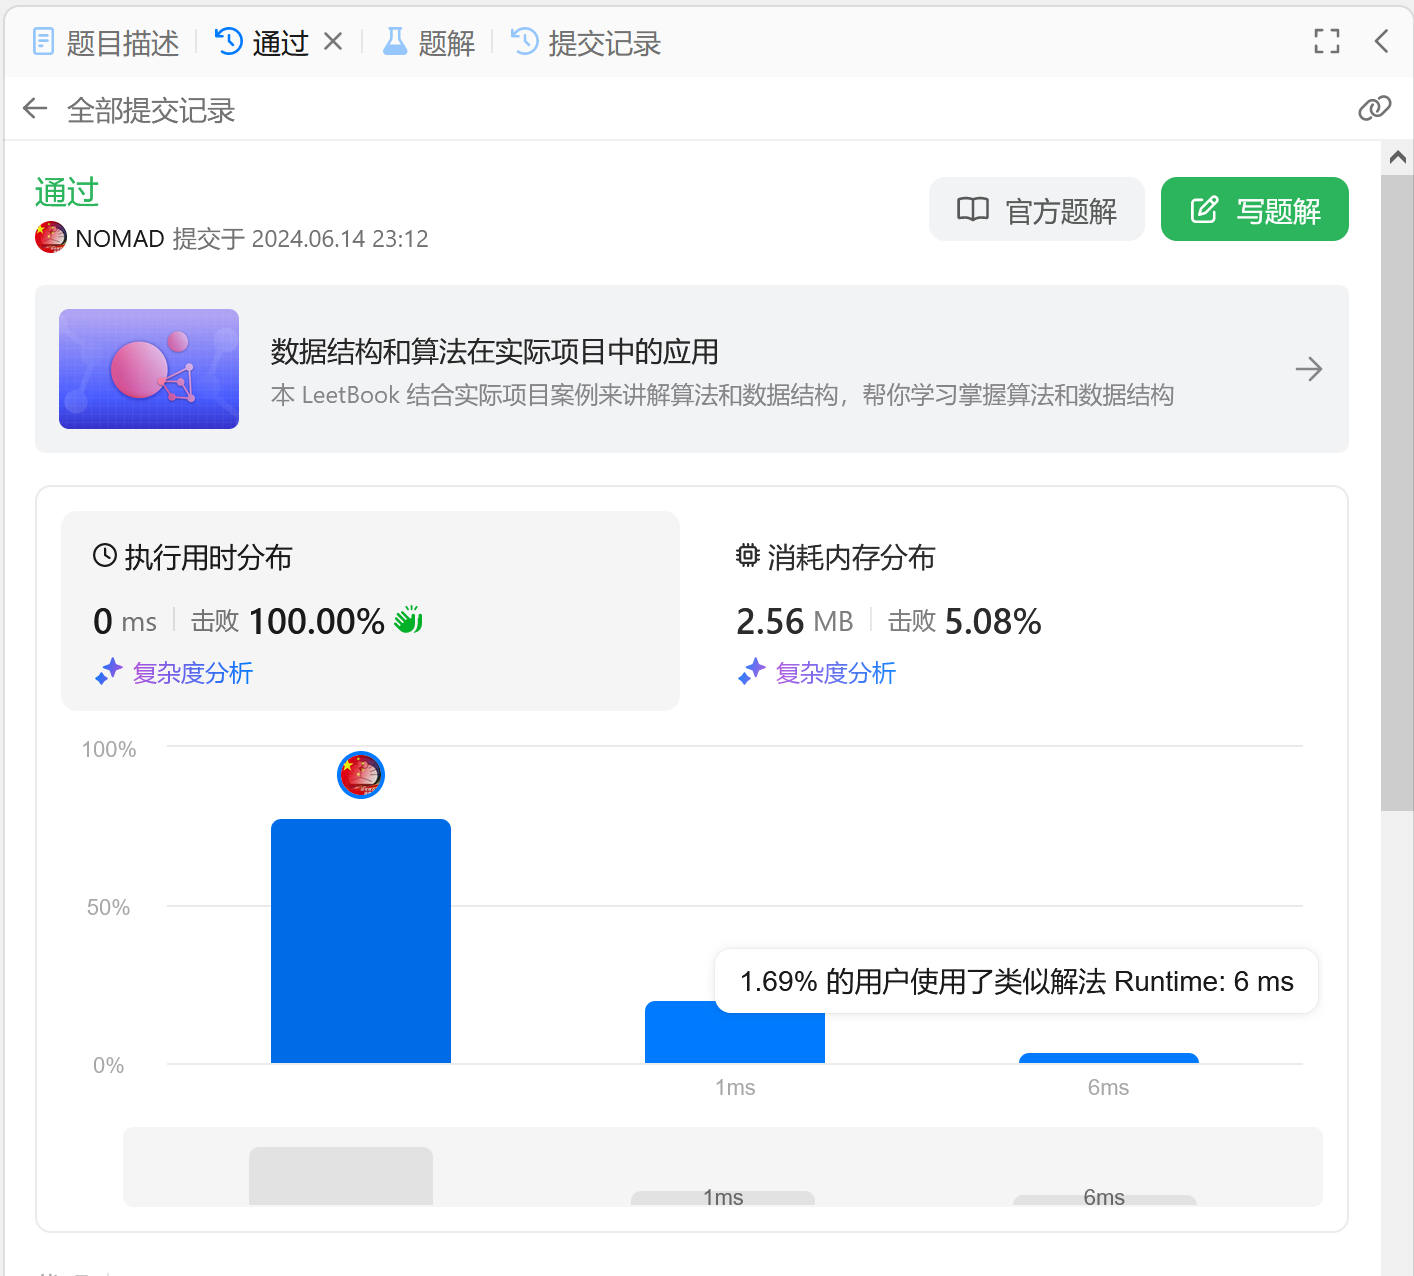 题目描述
通过
题解
提交记录
全部提交记录
通过
NOMAD 提交于 2024.06.14 23:12
官方题解
写题解
数据结构和算法在实际项目中的应用
本 LeetBook 结合实际项目案例来讲解算法和数据结构，帮你学习掌握算法和数据结构
执行用时分布
0 ms 击败 100.00%
复杂度分析
消耗内存分布
2.56 MB 击败 5.08%
复杂度分析
100%
50%
0%
1.69% 的用户使用了类似解法 Runtime: 6 ms
1ms
6ms
1ms
6ms